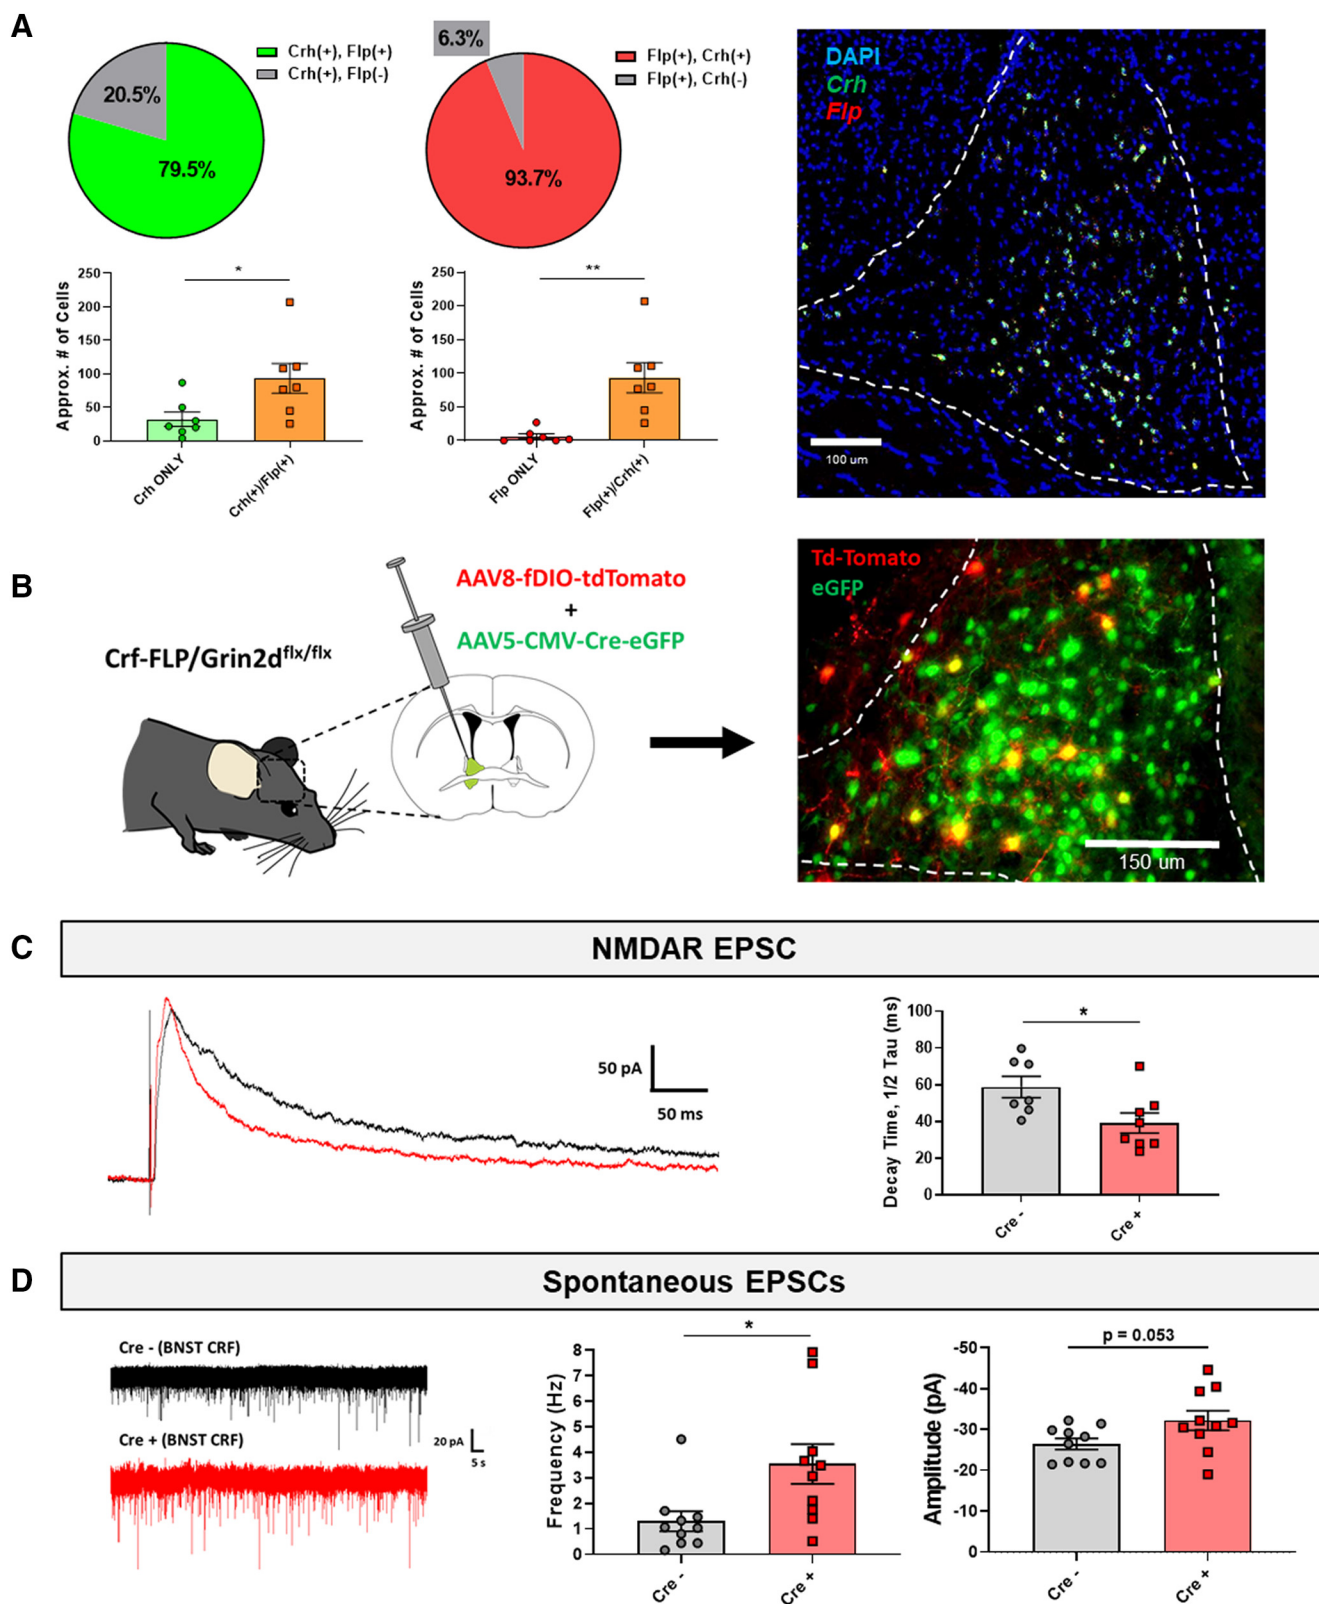 A
Crh(+), Flp(+)
Crh(+), Flp(-)
20.5%
79.5%
6.3%
Flp(+), Crh(+)
Flp(+), Crh(-)
93.7%
DAPI
Crh
Flp
100 um
Approx. # of Cells
250
200
150
100
50
0
*
Crh ONLY
Crh(+)/Flp(+)
Approx. # of Cells
250
200
150
100
50
0
**
Flp ONLY
Flp(+)/Crh(+)
B
Crf-FLP/Grin2dflx/flx
AAV8-fDIO-tdTomato
+
AAV5-CMV-Cre-eGFP
Td-Tomato
eGFP
150 um
C
NMDAR EPSC
50 pA
50 ms
Decay Time, 1/2 Tau (ms)
100
80
60
40
20
0
*
Cre -
Cre +
D
Spontaneous EPSCs
Cre - (BNST CRF)
Cre + (BNST CRF)
20 pA
5 s
Frequency (Hz)
8
7
6
5
4
3
2
1
0
*
Cre -
Cre +
Amplitude (pA)
-50
-40
-30
-20
-10
0
p = 0.053
Cre -
Cre +